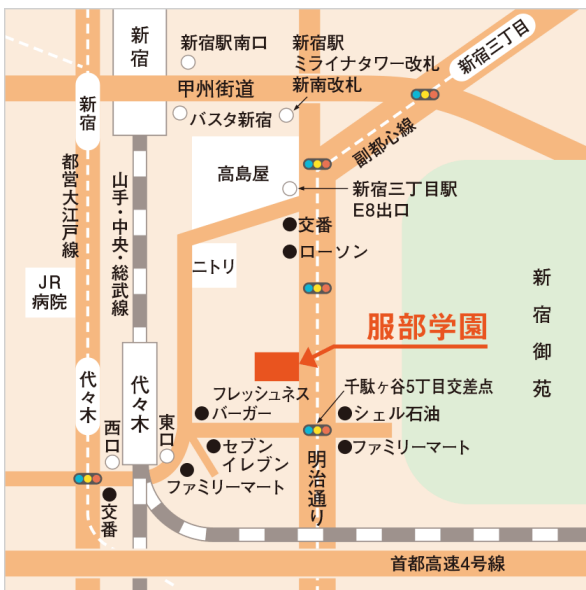 新宿
新宿駅南口
新宿駅
ミライナタワー改札
新南改札
新宿三丁目
甲州街道
バスタ新宿
新宿
副都心線
都営大江戸線
山手・中央・総武線
高島屋
新宿三丁目駅
E8出口
交番
ローソン
ニトリ
JR
病院
新宿御苑
服部学園
代々木
代々木
千駄ヶ谷5丁目交差点
フレッシュネス
バーガー
シェル石油
西口
東口
セブン
イレブン
ファミリーマート
ファミリーマート
明治通り
交番
首都高速4号線